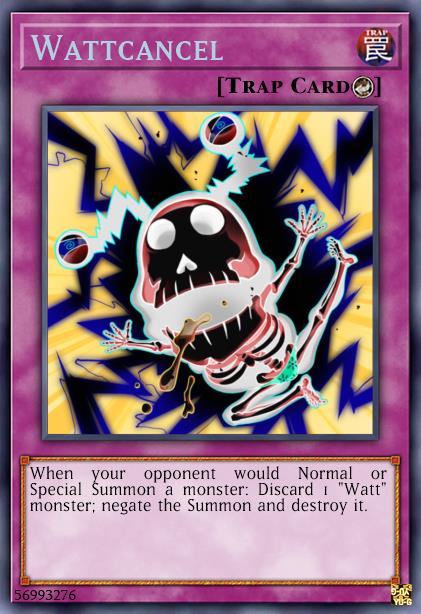 Wattcancel
TRAP
罠
[Trap Card]
When your opponent would Normal or
Special Summon a monster: Discard 1 "Watt"
monster; negate the Summon and destroy it.
56993276